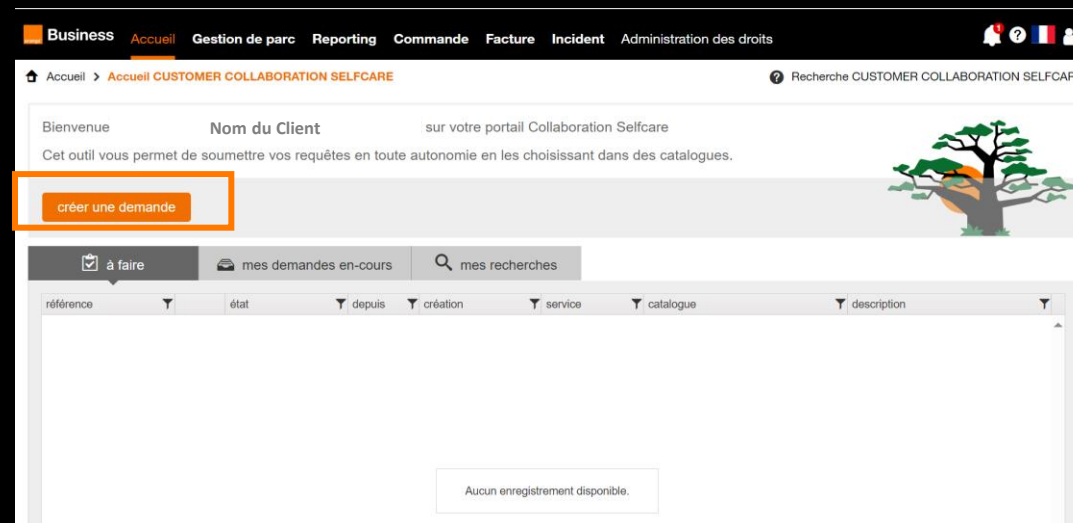 Business Accueil Gestion de parc Reporting Commande Facture Incident Administration des droits 1 ?
Accueil > Accueil CUSTOMER COLLABORATION SELFCARE ? Recherche CUSTOMER COLLABORATION
Bienvenue Nom du Client sur votre portail Collaboration Selfcare
Cet outil vous permet de soumettre vos requêtes en toute autonomie en les choisissant dans des catalogues.
créer une demande
à faire mes demandes en-cours mes recherches
référence état depuis création service catalogue description
Aucun enregistrement disponible.